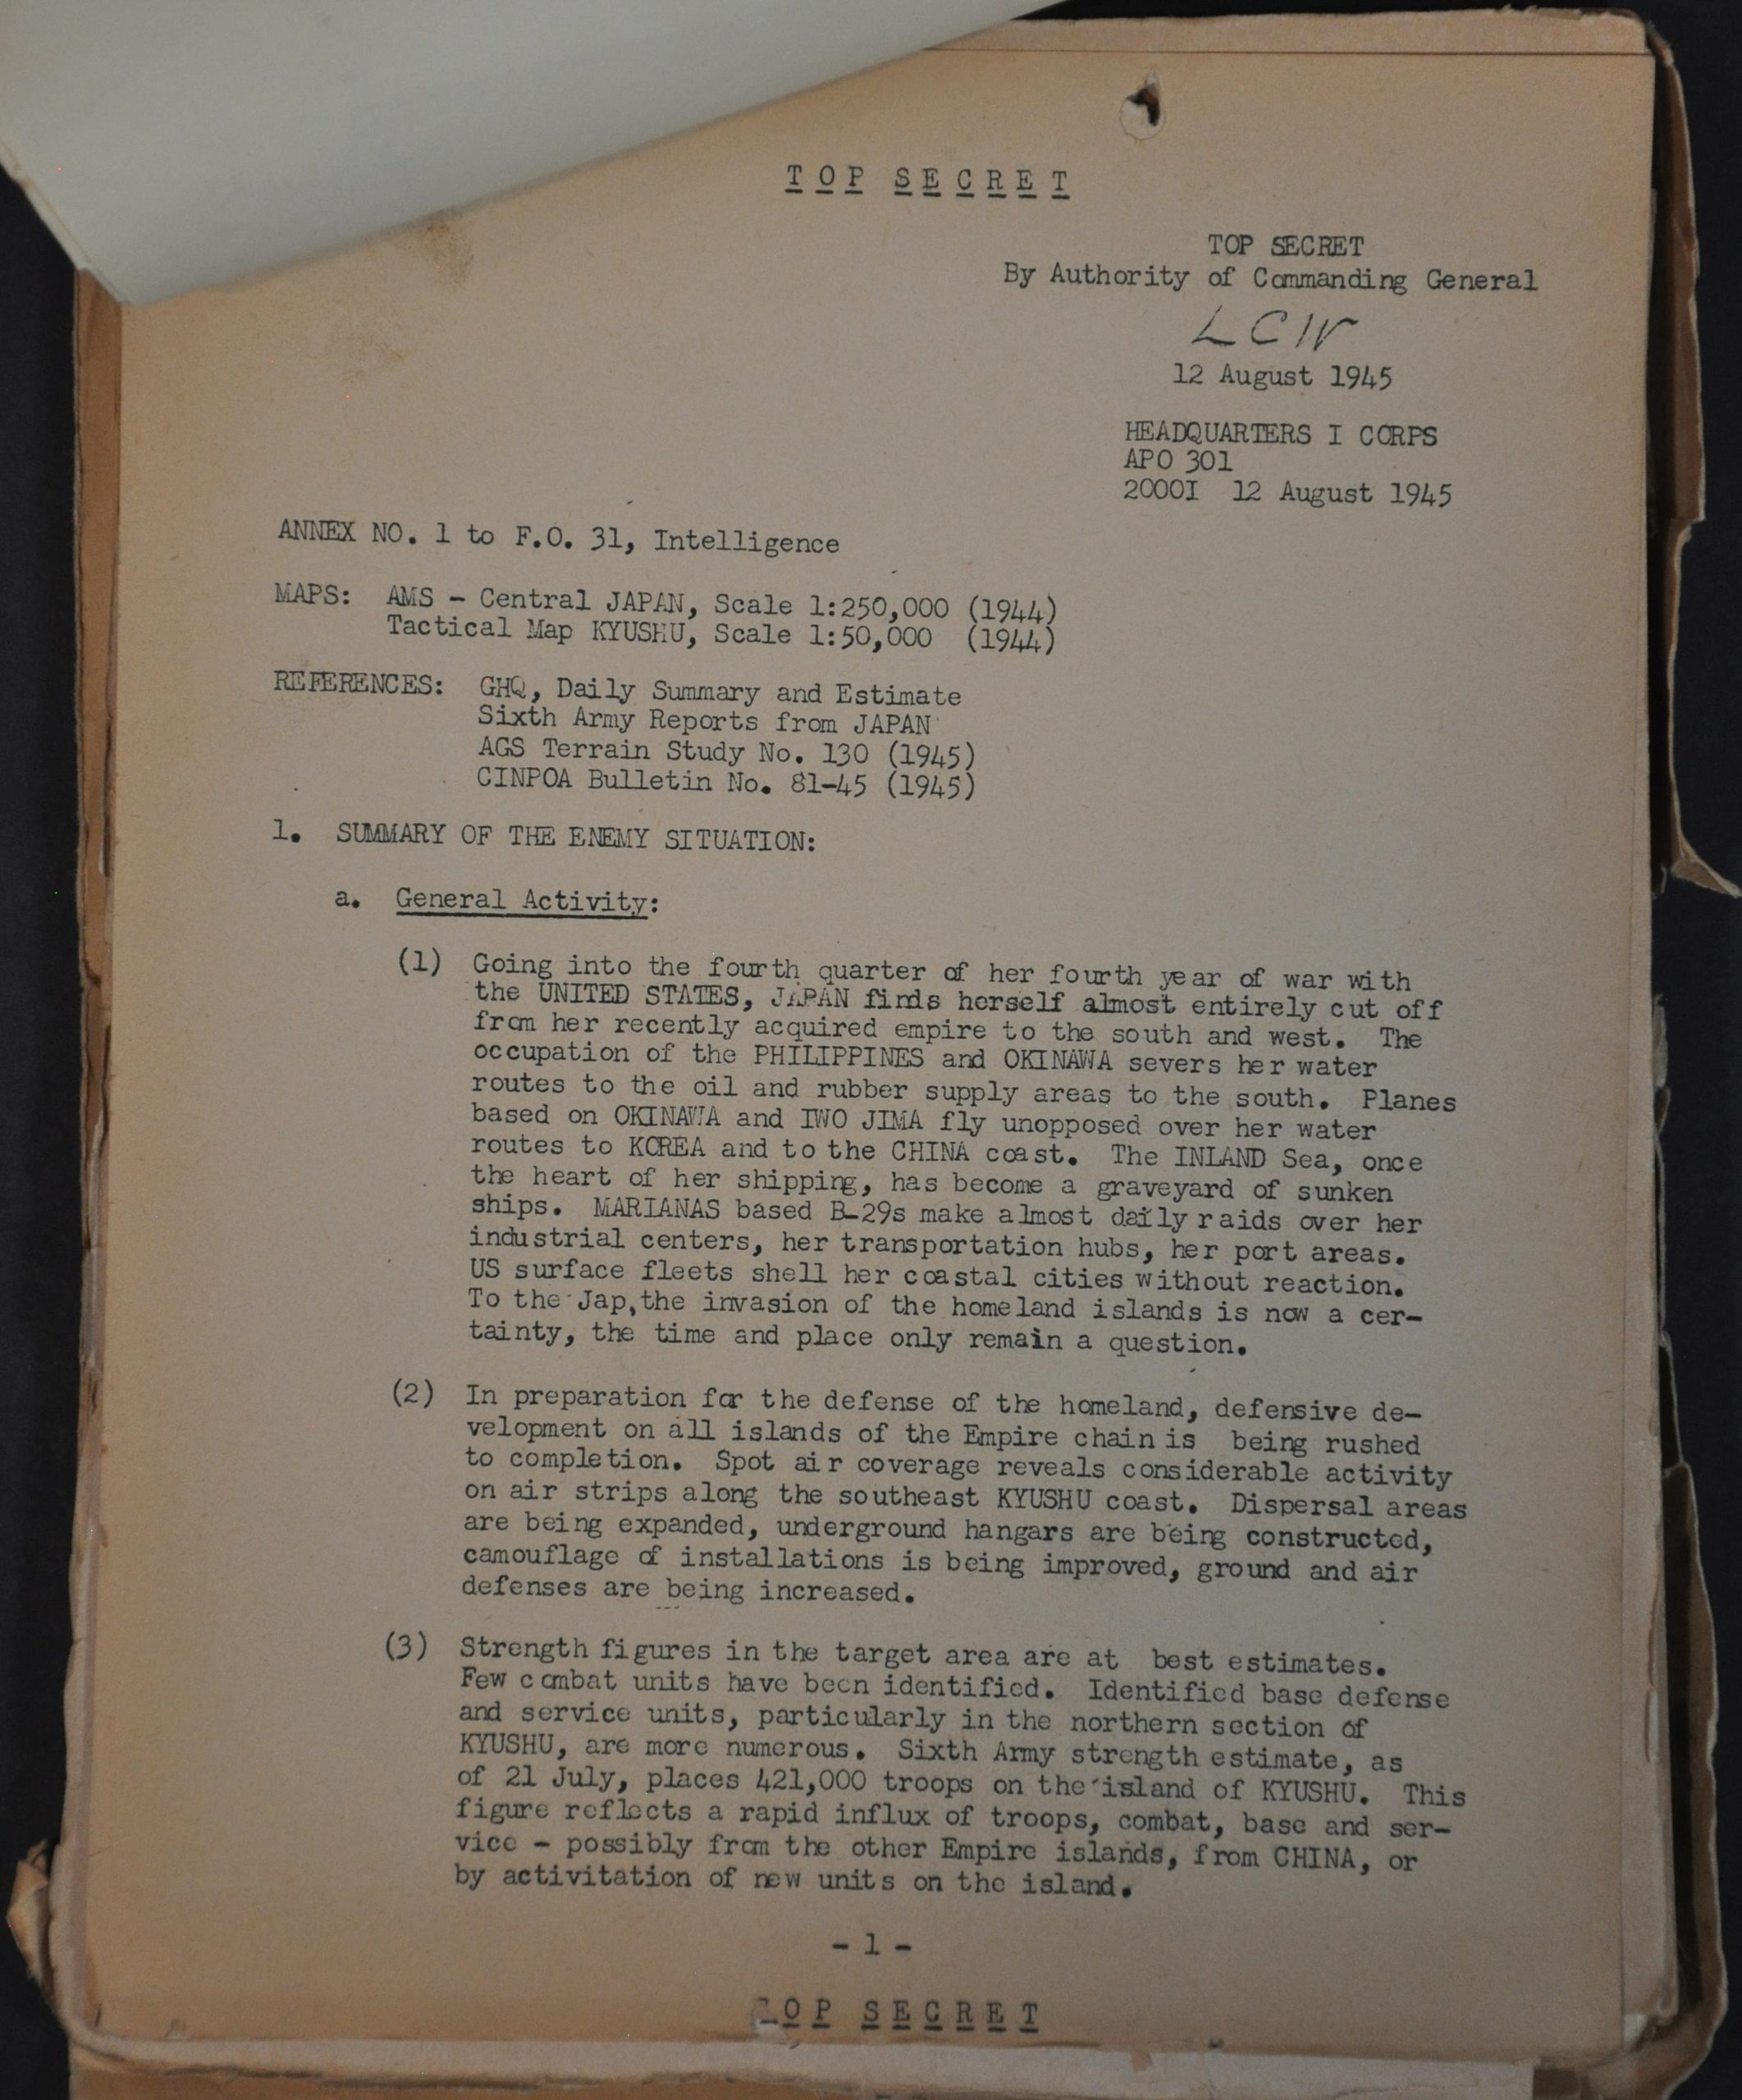 TOP SECRET
TOP SECRET
By Authority of Commanding General
LCW
12 August 1945
HEADQUARTERS I CORPS
APO 301
2000I 12 August 1945
ANNEX NO. 1 to F.O. 31, Intelligence
MAPS: AMS - Central JAPAN, Scale 1:250,000 (1944)
Tactical Map KYUSHU, Scale 1:50,000 (1944)
REFERENCES: GHQ, Daily Summary and Estimate
Sixth Army Reports from JAPAN
AGS Terrain Study No. 130 (1945)
CINPOA Bulletin No. 81-45 (1945)
1. SUMMARY OF THE ENEMY SITUATION:
a. General Activity:
(1) Going into the fourth quarter of her fourth year of war with
the UNITED STATES, JAPAN finds herself almost entirely cut off
from her recently acquired empire to the south and west. The
occupation of the PHILIPPINES and OKINAWA severs her water
routes to the oil and rubber supply areas to the south. Planes
based on OKINAWA and IWO JIMA fly unopposed over her water
routes to KOREA and to the CHINA coast. The INLAND Sea, once
the heart of her shipping, has become a graveyard of sunken
ships. MARIANAS based B-29s make almost daily raids over her
industrial centers, her transportation hubs, her port areas.
US surface fleets shell her coastal cities without reaction.
To the Jap, the invasion of the homeland islands is now a cer-
tainty, the time and place only remain a question.
(2) In preparation for the defense of the homeland, defensive de-
velopment on all islands of the Empire chain is being rushed
to completion. Spot air coverage reveals considerable activity
on air strips along the southeast KYUSHU coast. Dispersal areas
are being expanded, underground hangars are being constructed,
camouflage of installations is being improved, ground and air
defenses are being increased.
(3) Strength figures in the target area are at best estimates.
Few combat units have been identified. Identified base defense
and service units, particularly in the northern section of
KYUSHU, are more numerous. Sixth Army strength estimate, as
of 21 July, places 421,000 troops on the island of KYUSHU. This
figure reflects a rapid influx of troops, combat, base and ser-
vice - possibly from the other Empire islands, from CHINA, or
by activitation of new units on the island.
- 1 -
TOP SECRET